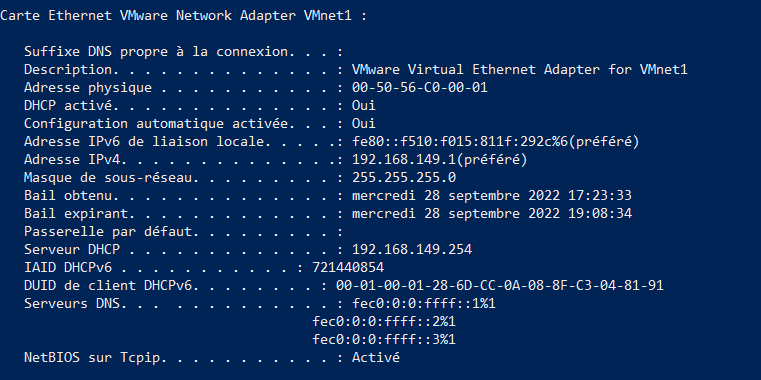 Carte Ethernet VMware Network Adapter VMnet1 :
Suffixe DNS propre à la connexion. . . :
Description. . . . . . . . . . . . . . : VMware Virtual Ethernet Adapter for VMnet1
Adresse physique . . . . . . . . . . . : 00-50-56-C0-00-01
DHCP activé. . . . . . . . . . . . . . : Oui
Configuration automatique activée. . . : Oui
Adresse IPv6 de liaison locale. . . . .: fe80::f510:f015:811f:292c%6(préféré)
Adresse IPv4. . . . . . . . . . . . . .: 192.168.149.1(préféré)
Masque de sous-réseau. . . . . . . . . : 255.255.255.0
Bail obtenu. . . . . . . . . . . . . . : mercredi 28 septembre 2022 17:23:33
Bail expirant. . . . . . . . . . . . . : mercredi 28 septembre 2022 19:08:34
Passerelle par défaut. . . . . . . . . :
Serveur DHCP . . . . . . . . . . . . . : 192.168.149.254
IAID DHCPv6 . . . . . . . . . . . : 721440854
DUID de client DHCPv6. . . . . . . . : 00-01-00-01-28-6D-CC-0A-08-8F-C3-04-81-91
Serveurs DNS. . . . . . . . . . . . . : fec0:0:0:ffff::1%1
fec0:0:0:ffff::2%1
fec0:0:0:ffff::3%1
NetBIOS sur Tcpip. . . . . . . . . . . : Activé